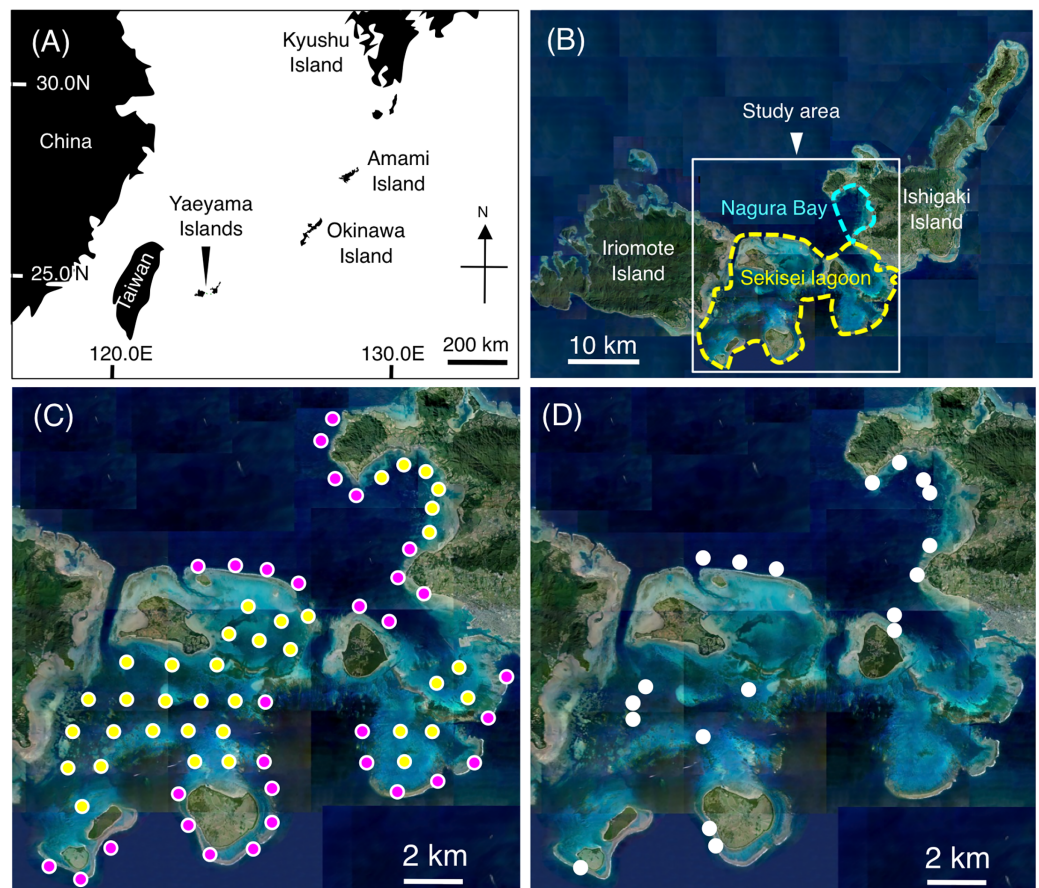 (A)
Kyushu
Island
30.0N
China
Amami
Island
Yaeyama
Islands
N
Okinawa
Island
25.0N
Taiwan
120.0E
130.0E
200 km
(B)
Study area
Nagura Bay
Ishigaki
Island
Iriomote
Island
Sekisei lagoon
10 km
(C)
2 km
(D)
2 km